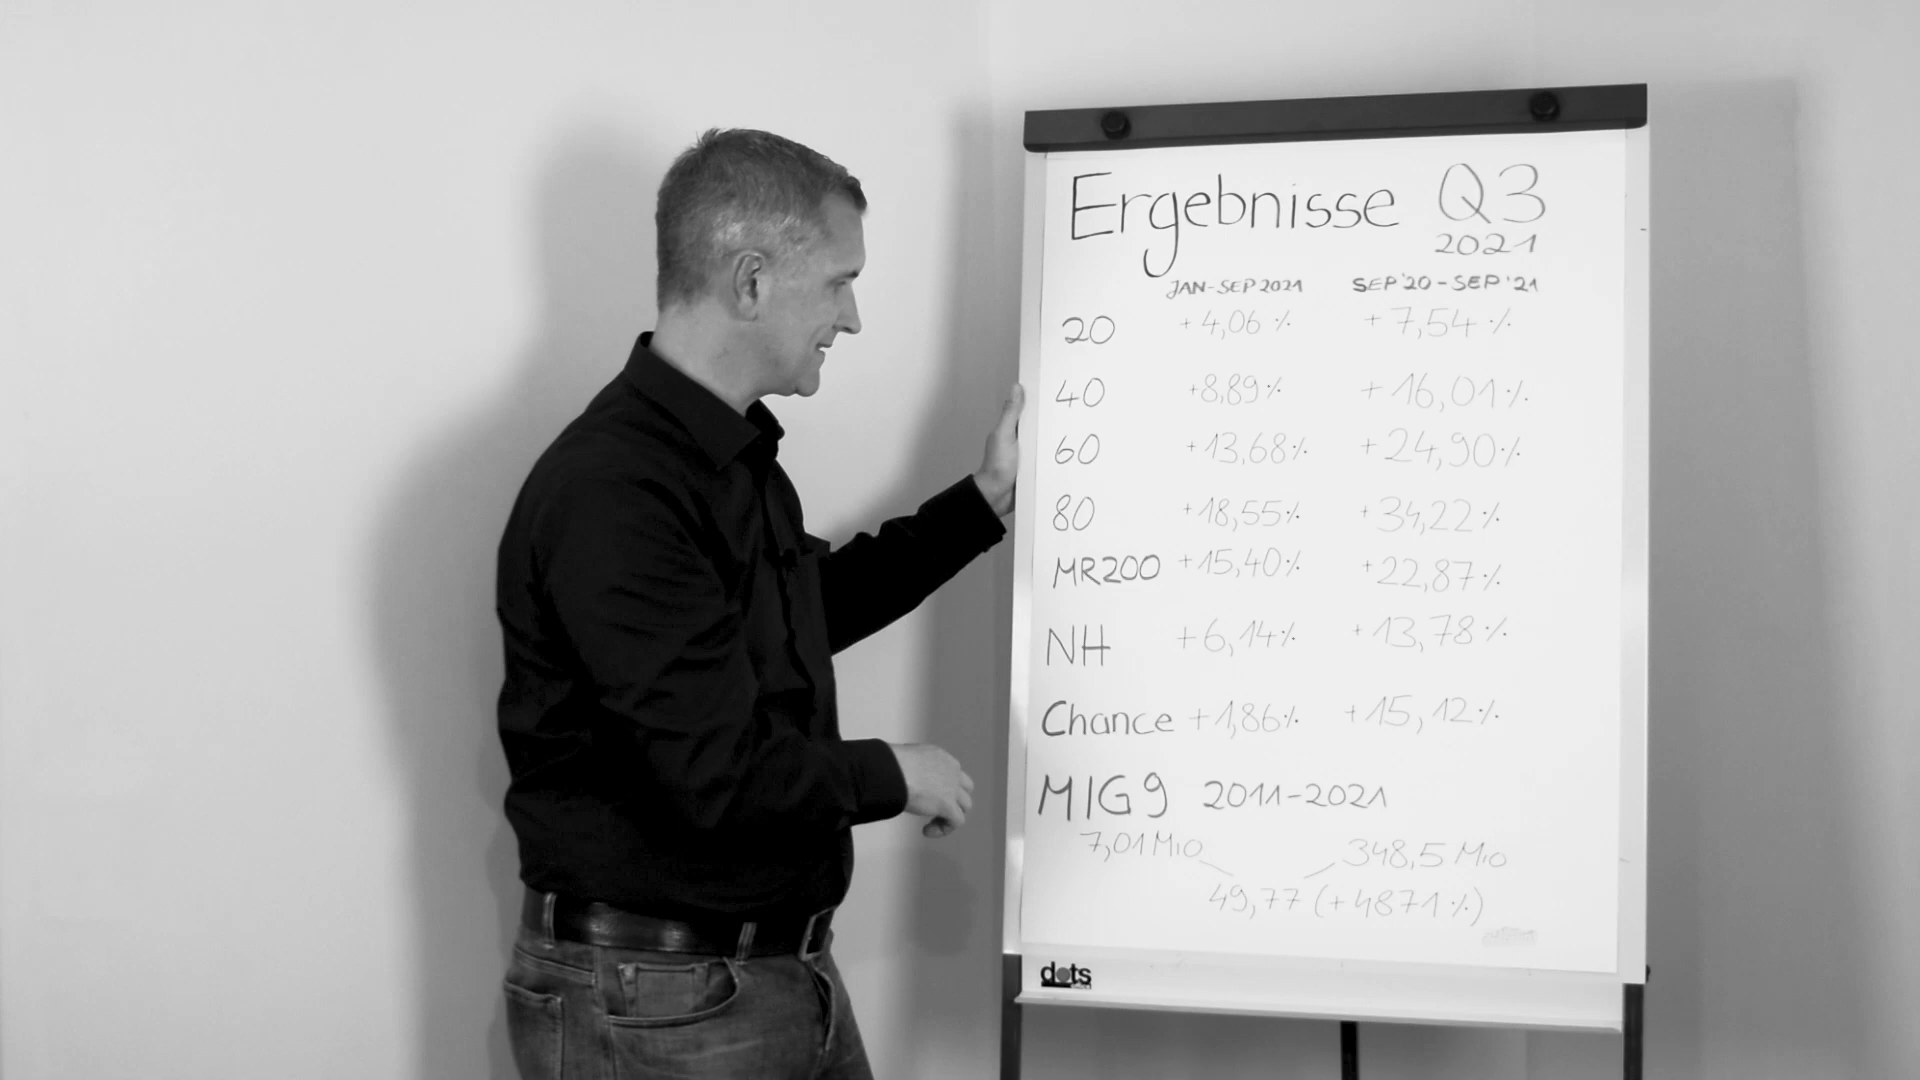 Ergebnisse Q3
2021
JAN-SEP 2021 SEP'20-SEP'21
20 +4,06% +7,54%
40 +8,89% +16,01%
60 +13,68% +24,90%
80 +18,55% +34,22%
MR200 +15,40% +22,87%
NH +6,14% +13,78%
Chance +1,86% +15,12%
MIG9 2011-2021
7,01 Mio 348,5 Mio
49,77 (+4871%)
dots